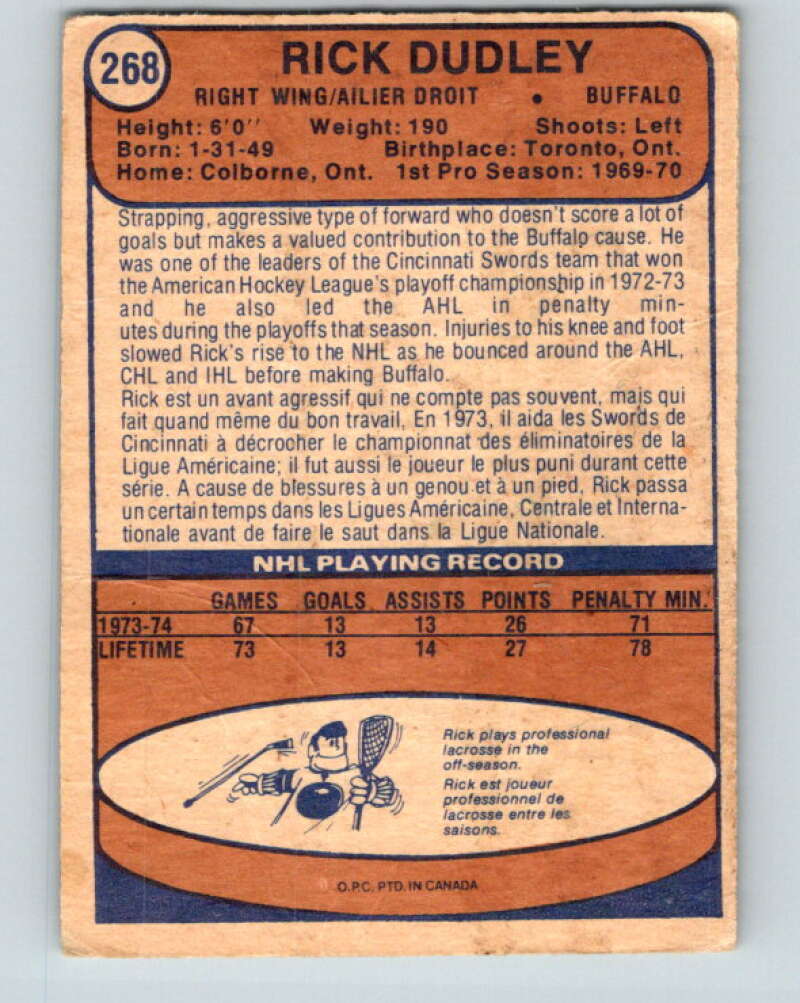 268
RICK DUDLEY
RIGHT WING/AILIER DROIT • BUFFALO
Height: 6'0'' Weight: 190 Shoots: Left
Born: 1-31-49 Birthplace: Toronto, Ont.
Home: Colborne, Ont. 1st Pro Season: 1969-70
Strapping, aggressive type of forward who doesn't score a lot of
goals but makes a valued contribution to the Buffalo cause. He
was one of the leaders of the Cincinnati Swords team that won
the American Hockey League's playoff championship in 1972-73
and he also led the AHL in penalty min-
utes during the playoffs that season. Injuries to his knee and foot
slowed Rick's rise to the NHL as he bounced around the AHL,
CHL and IHL before making Buffalo.
Rick est un avant agressif qui ne compte pas souvent, mais qui
fait quand même du bon travail. En 1973, il aida les Swords de
Cincinnati à décrocher le championnat des éliminatoires de la
Ligue Américaine; il fut aussi le joueur le plus puni durant cette
série. A cause de blessures à un genou et à un pied, Rick passa
un certain temps dans les Ligues Américaine, Centrale et Interna-
tionale avant de faire le saut dans la Ligue Nationale.
NHL PLAYING RECORD
GAMES GOALS ASSISTS POINTS PENALTY MIN.
1973-74 67 13 13 26 71
LIFETIME 73 13 14 27 78
Rick plays professional
lacrosse in the
off-season.
Rick est joueur
professionnel de
lacrosse entre les
saisons.
O.P.C. PTD. IN CANADA